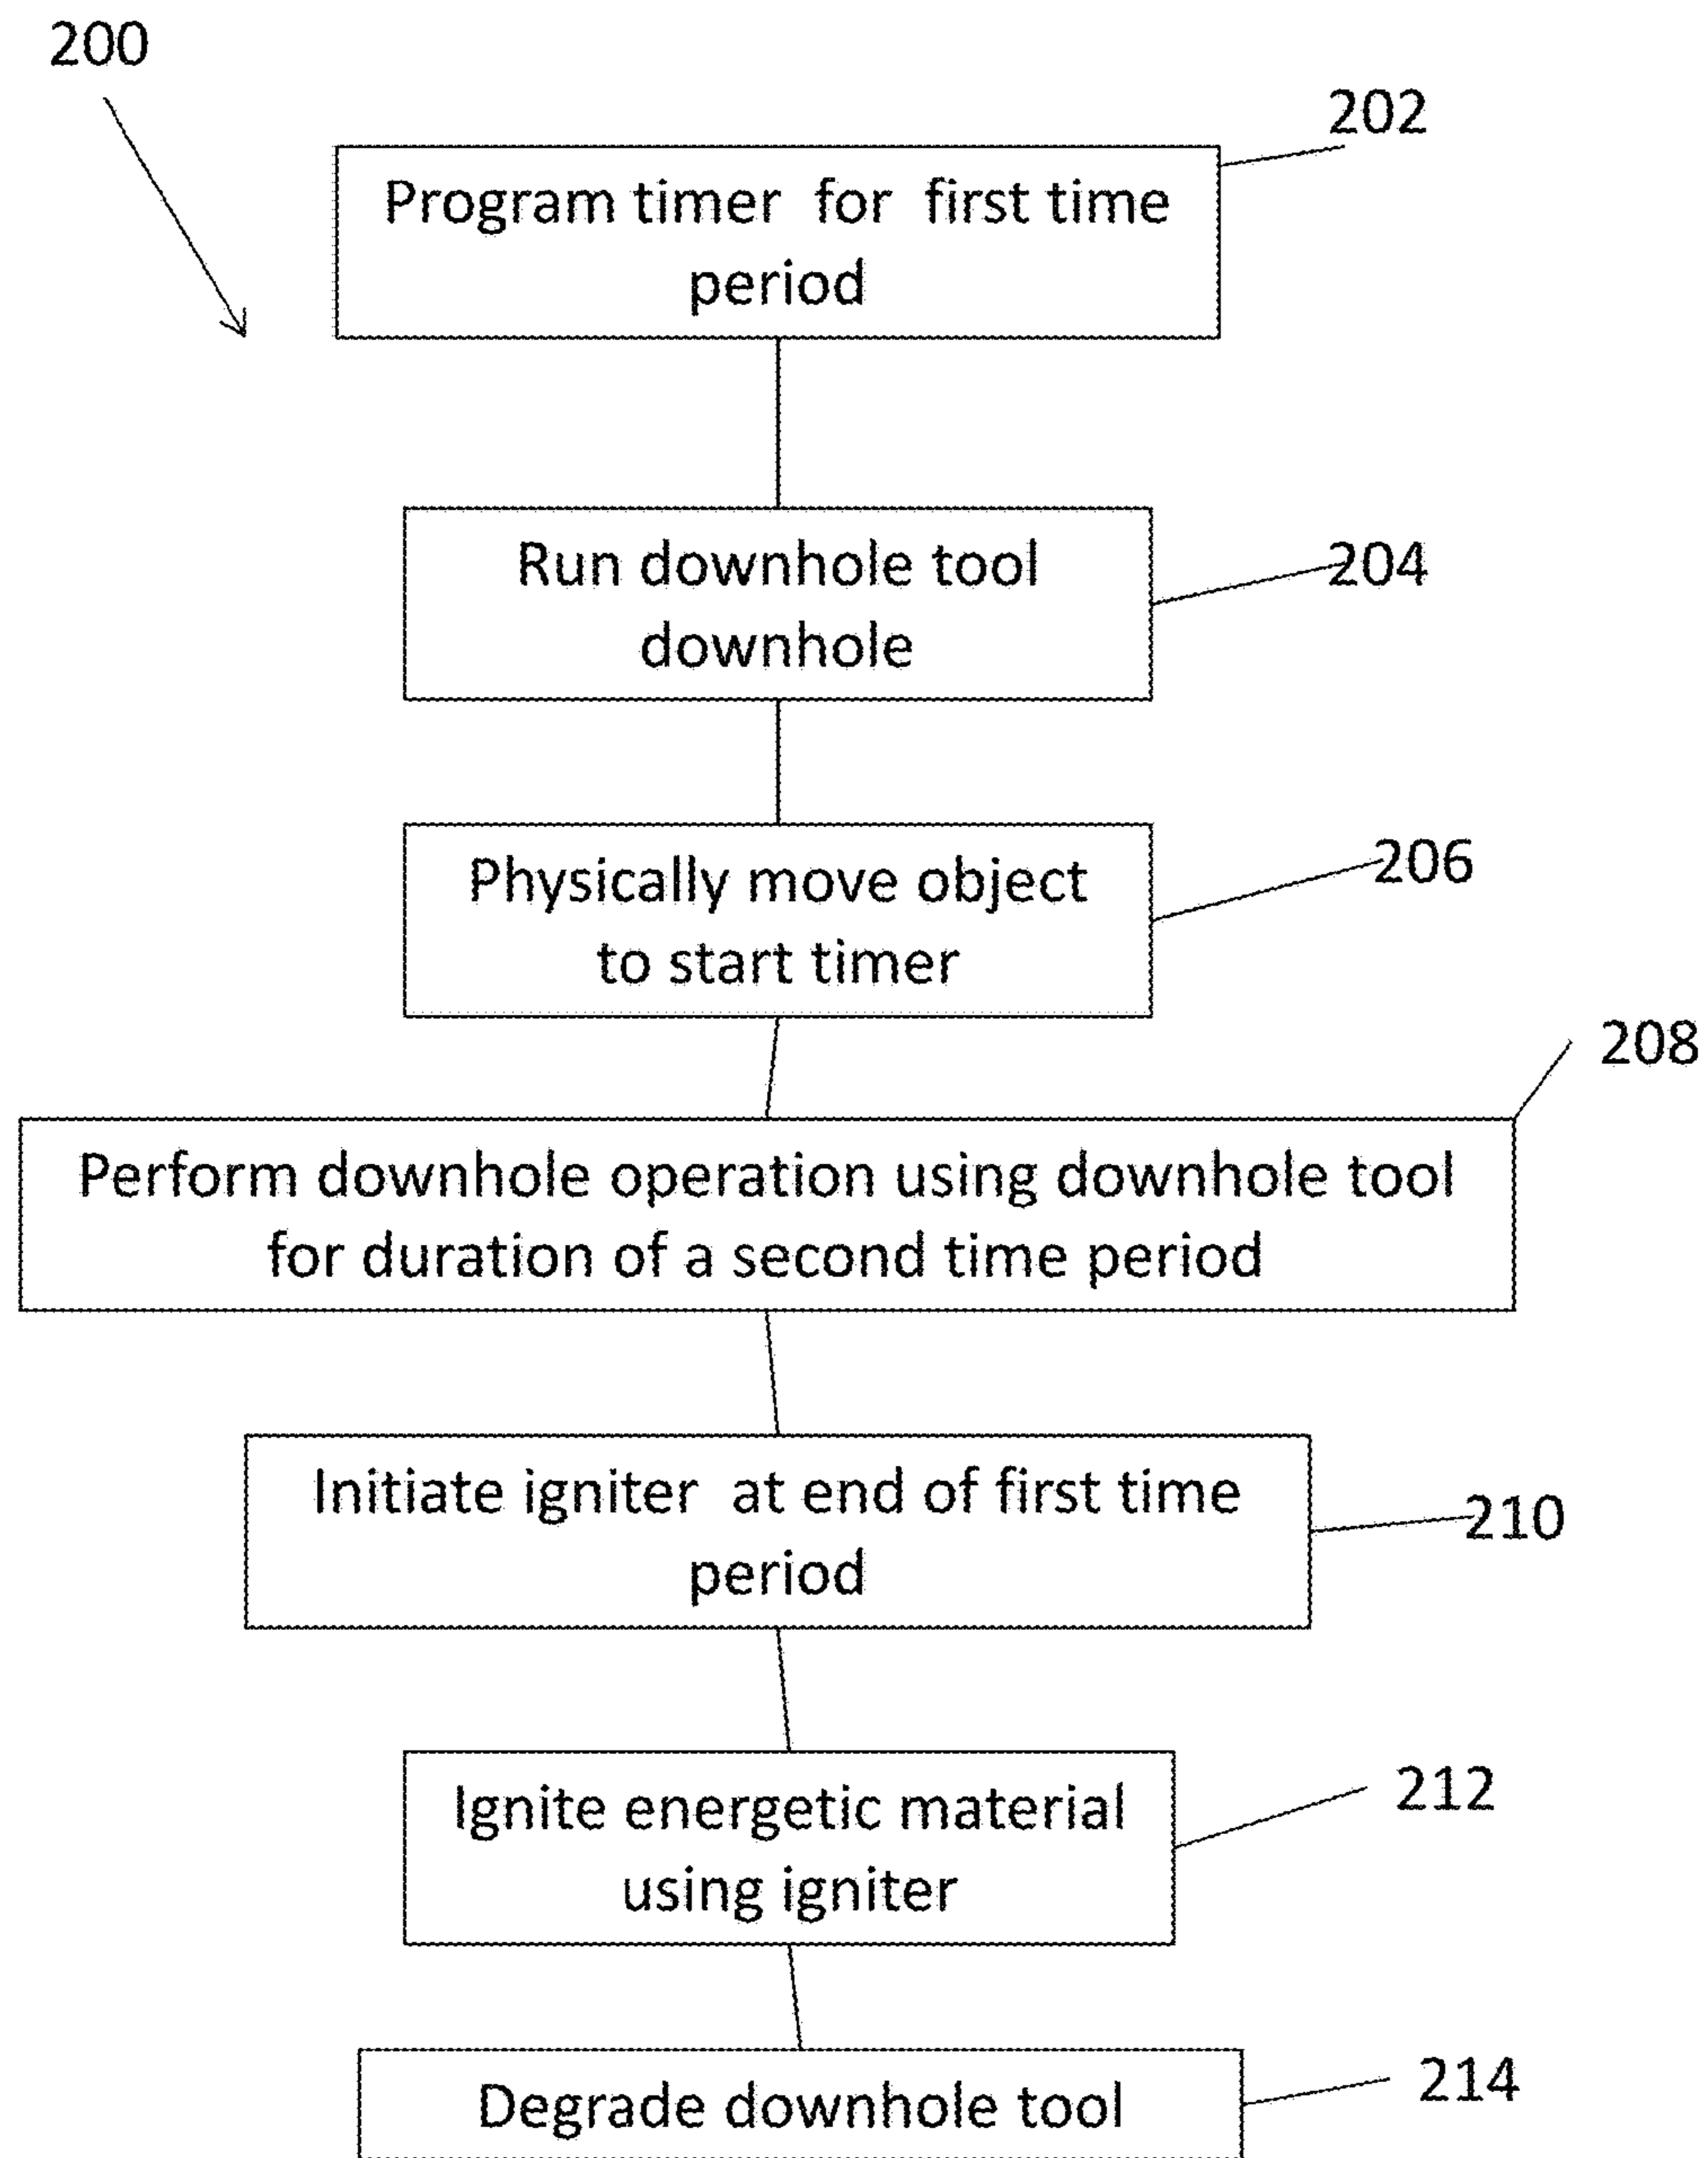 200
202
Program timer for first time
period
Run downhole tool
downhole
204
Physically move object
to start timer
206
208
Perform downhole operation using downhole tool
for duration of a second time period
Initiate igniter at end of first time
period
210
Ignite energetic material
using igniter
212
Degrade downhole tool
214